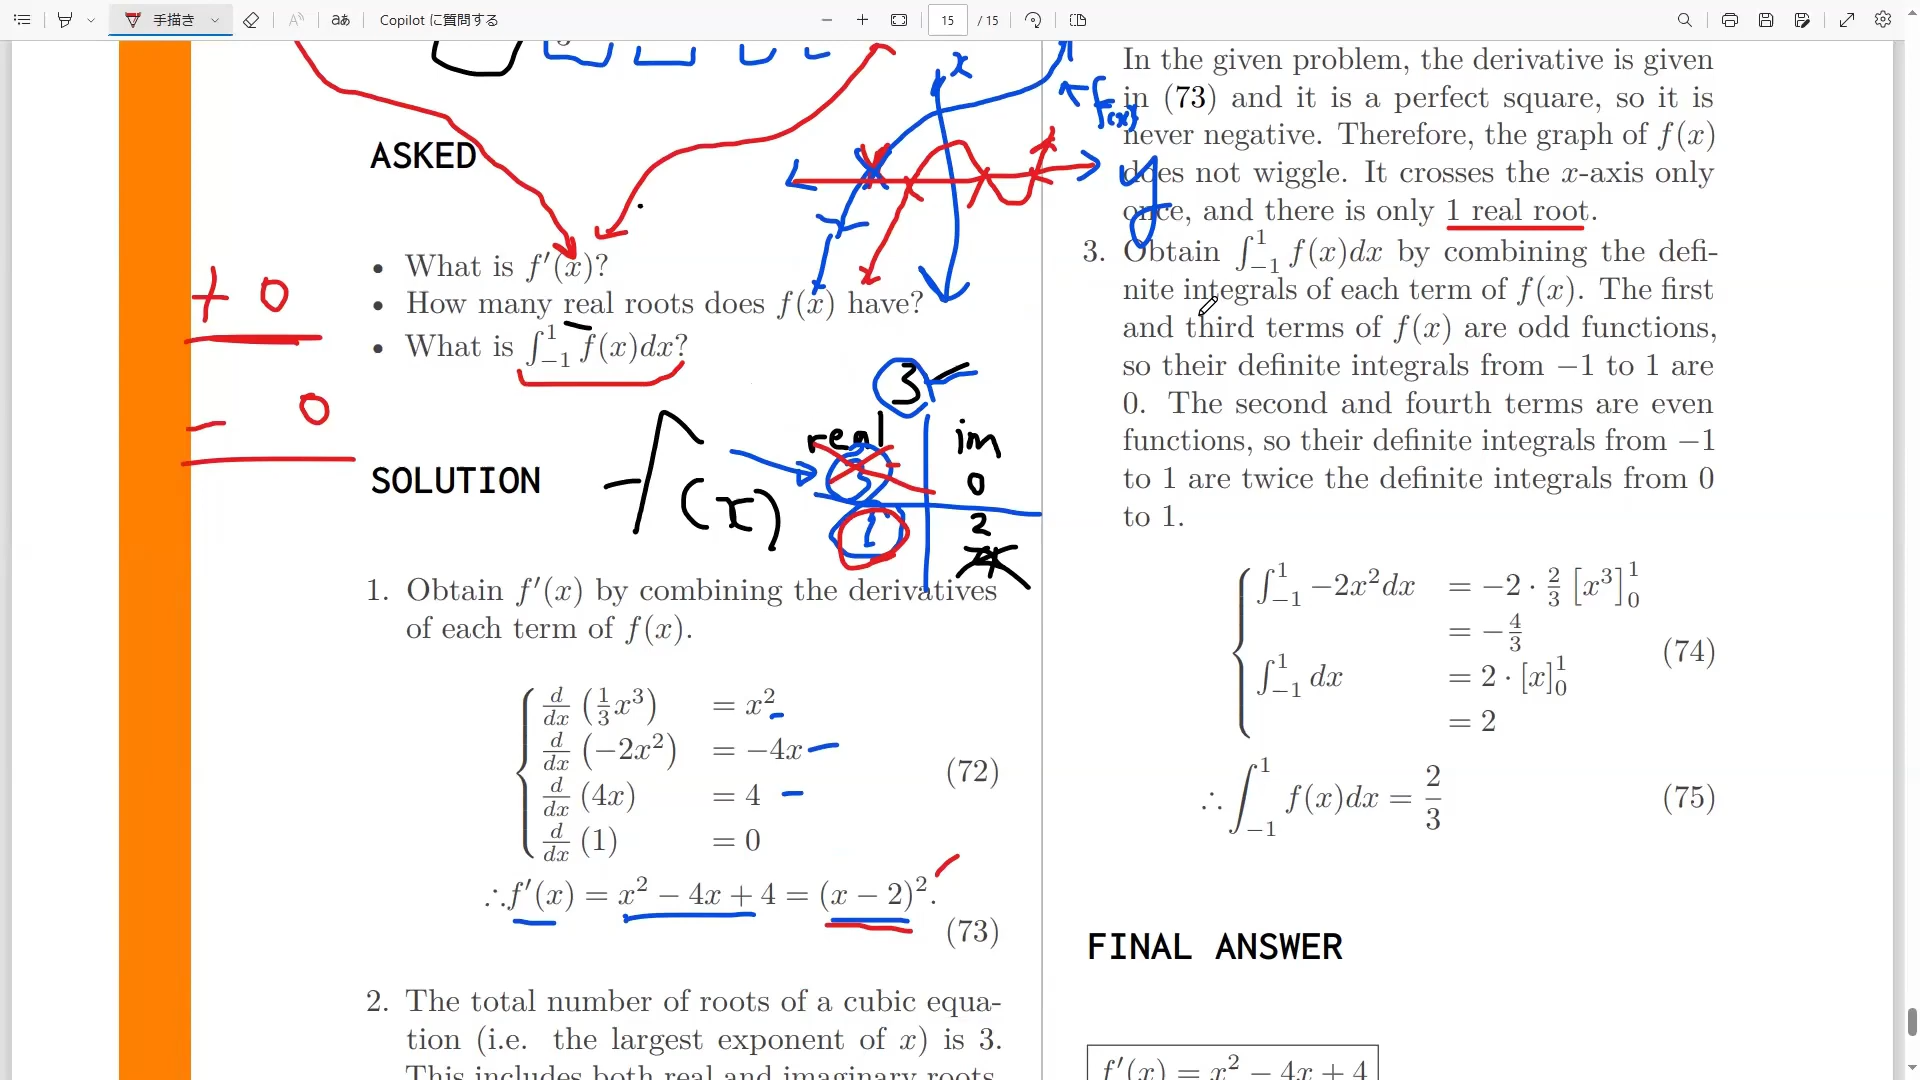 手描き
aあ
Copilot に質問する
15 / 15
ASKED
• What is f′(x)?
• How many real roots does f(x) have?
• What is ∫₋₁¹ f(x)dx?
+ 0
− 0
x
f(x)
y
3
real im
3 0
1 2
f(x)
SOLUTION
1. Obtain f′(x) by combining the derivatives
of each term of f(x).
d/dx (1/3 x³) = x²
d/dx (−2x²) = −4x
d/dx (4x) = 4
d/dx (1) = 0
(72)
∴ f′(x) = x² − 4x + 4 = (x − 2)².
(73)
2. The total number of roots of a cubic equa-
tion (i.e. the largest exponent of x) is 3.
This includes both real and imaginary roots.
In the given problem, the derivative is given
in (73) and it is a perfect square, so it is
never negative. Therefore, the graph of f(x)
does not wiggle. It crosses the x-axis only
once, and there is only 1 real root.
3. Obtain ∫₋₁¹ f(x)dx by combining the defi-
nite integrals of each term of f(x). The first
and third terms of f(x) are odd functions,
so their definite integrals from −1 to 1 are
0. The second and fourth terms are even
functions, so their definite integrals from −1
to 1 are twice the definite integrals from 0
to 1.
∫₋₁¹ −2x²dx = −2 · 2/3 [x³]₀¹
= −4/3
∫₋₁¹ dx = 2 · [x]₀¹
= 2
(74)
∴ ∫₋₁¹ f(x)dx = 2/3 (75)
FINAL ANSWER
f′(x) = x² − 4x + 4